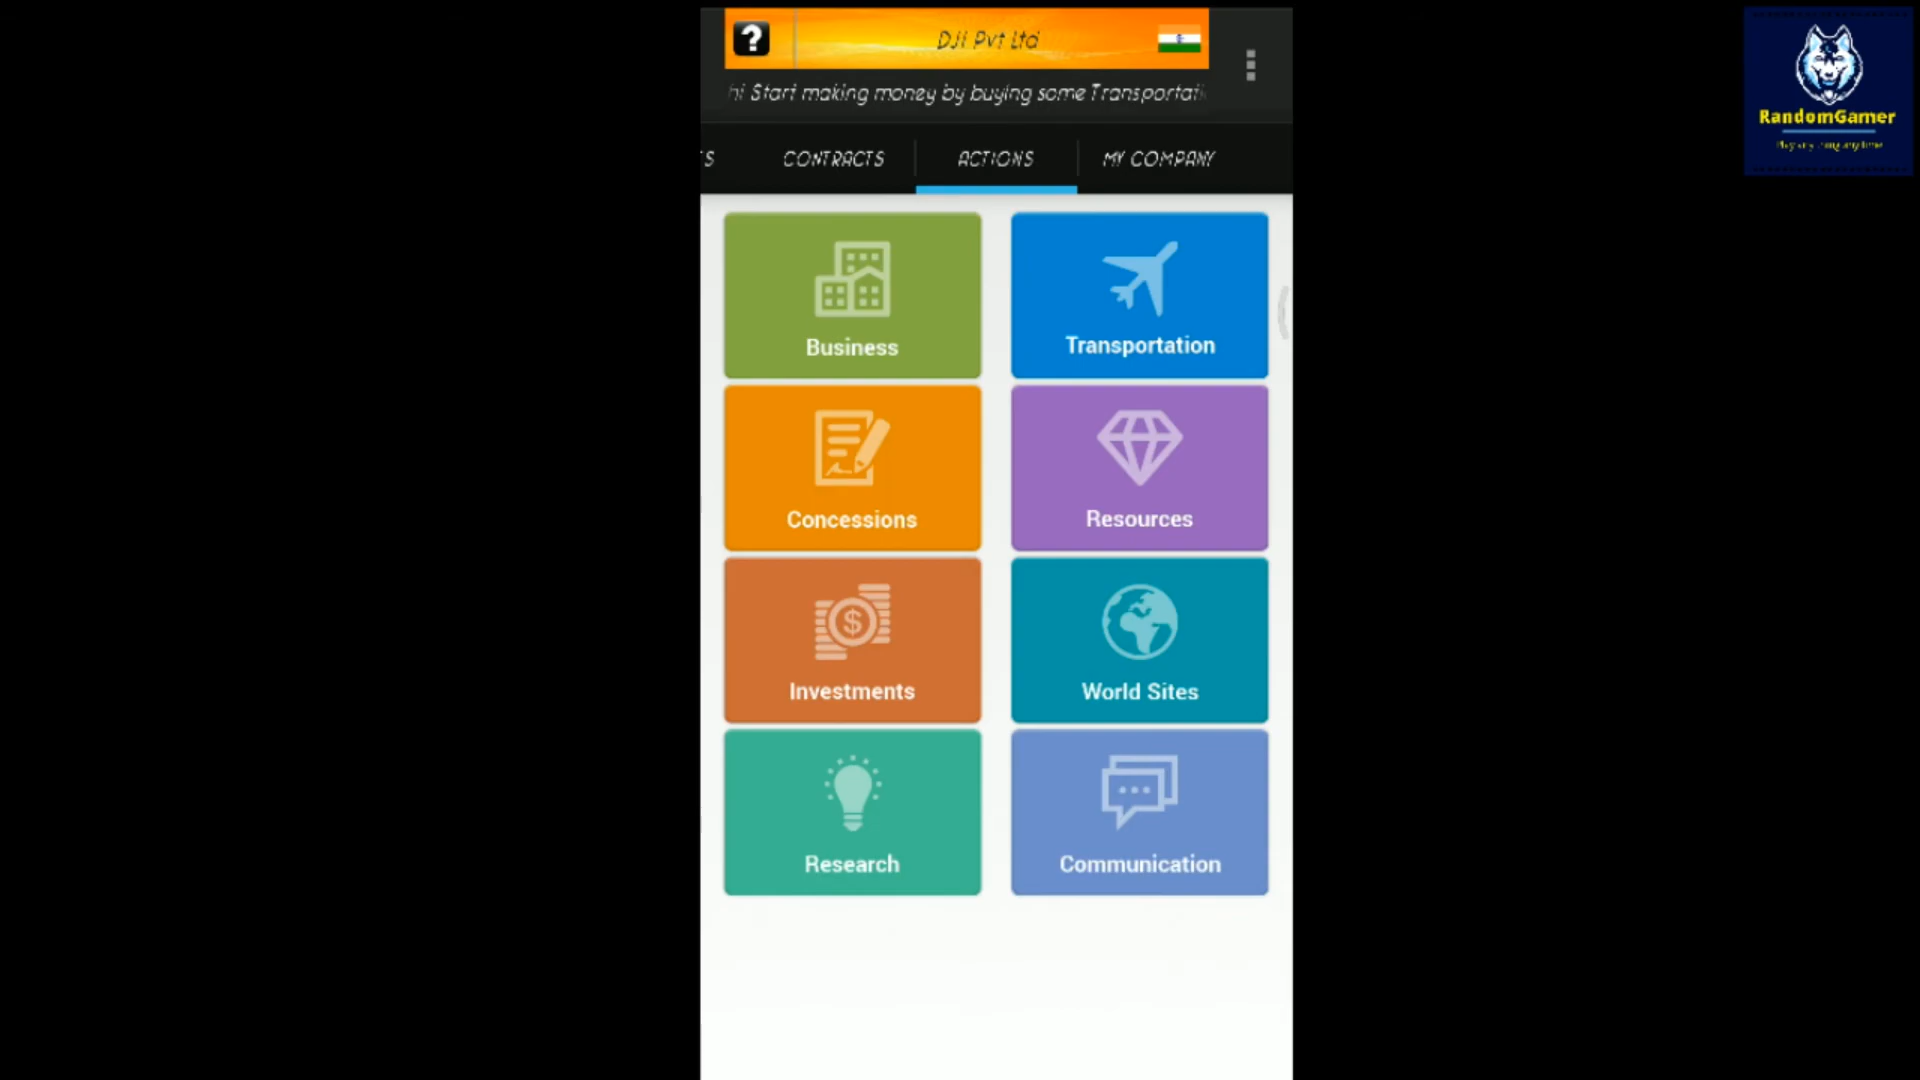 ?
DJI Pvt Ltd
hi Start making money by buying some Transportati
S CONTRACTS ACTIONS MY COMPANY
Business Transportation
Concessions Resources
$
Investments World Sites
Research Communication
RandomGamer